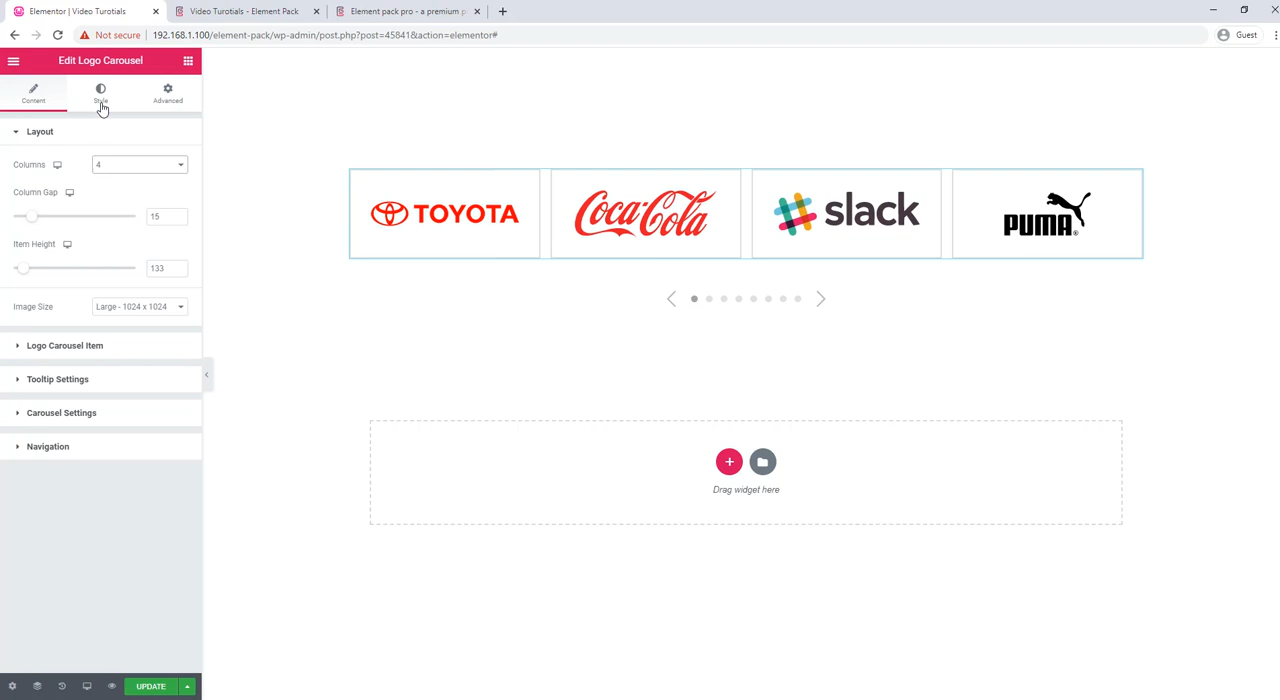 Elementor | Video Turotials
Video Turotials - Element Pack
Element pack pro - a premium p
Not secure
192.168.1.100/element-pack/wp-admin/post.php?post=45841&action=elementor#
Guest
Edit Logo Carousel
Content
Style
Advanced
Layout
Columns
4
Column Gap
15
Item Height
133
Image Size
Large - 1024 x 1024
Logo Carousel Item
Tooltip Settings
Carousel Settings
Navigation
UPDATE
TOYOTA
Coca-Cola
slack
PUMA
Drag widget here